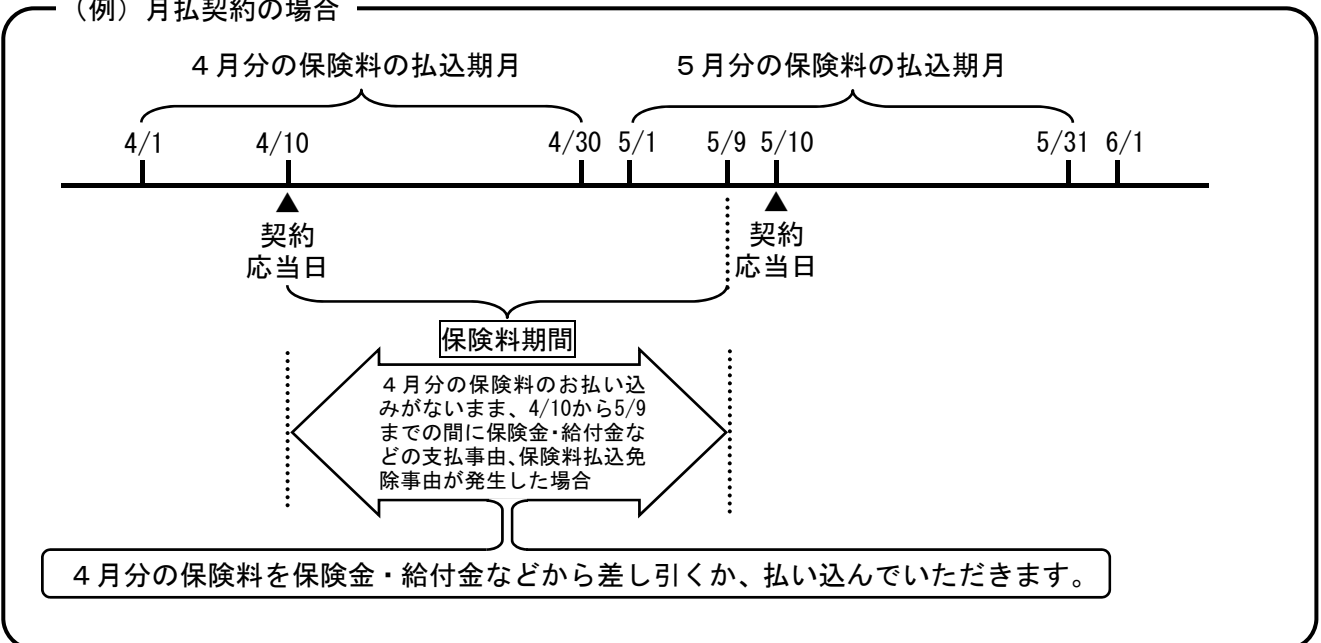 （例）月払契約の場合
４月分の保険料の払込期月
５月分の保険料の払込期月
4/1
4/10
4/30
5/1
5/9
5/10
5/31
6/1
▲
契約
応当日
▲
契約
応当日
保険料期間
４月分の保険料のお払い込
みがないまま、4/10から5/9
までの間に保険金・給付金な
どの支払事由、保険料払込免
除事由が発生した場合
４月分の保険料を保険金・給付金などから差し引くか、払い込んでいただきます。